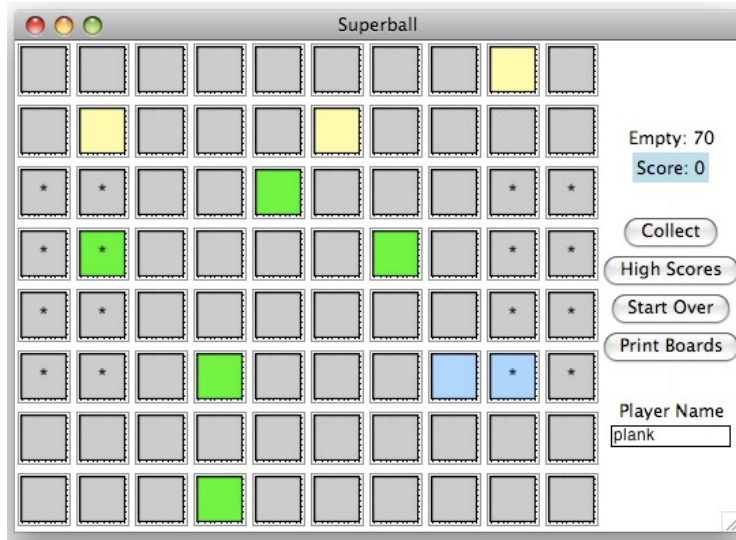 Superball
Empty: 70
Score: 0
* * * *
Collect
* * * *
High Scores
* * * *
Start Over
* * * *
Print Boards
Player Name
plank